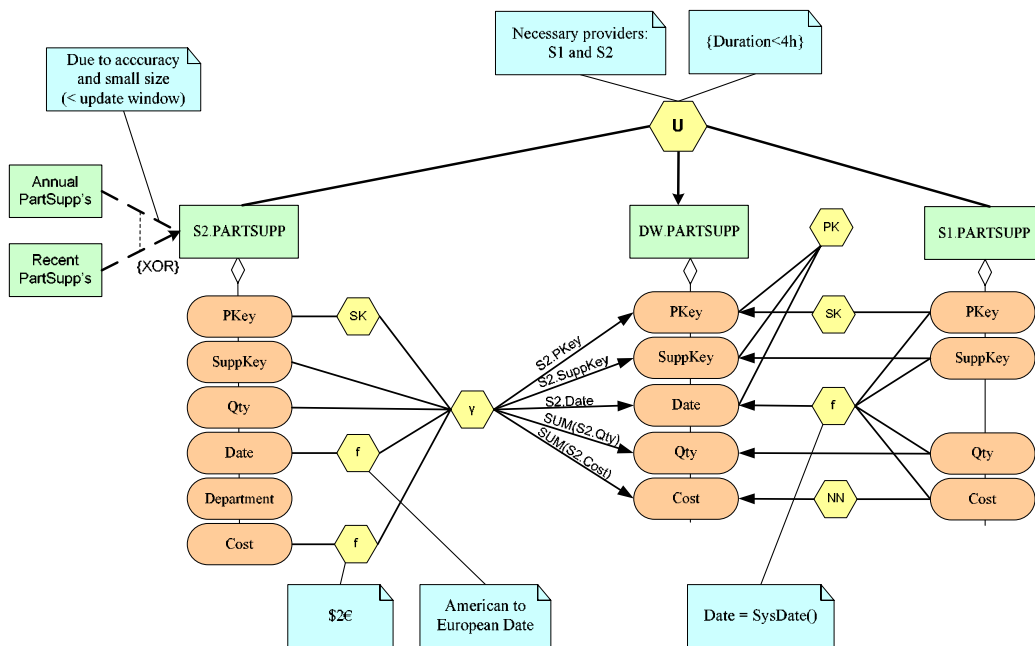 Necessary providers:
S1 and S2
{Duration<4h}
Due to acccuracy
and small size
(< update window)
U
Annual
PartSupp's
Recent
PartSupp's
{XOR}
S2.PARTSUPP
DW.PARTSUPP
S1.PARTSUPP
PK
PKey
SK
S2.PKey
PKey
SK
PKey
SuppKey
S2.SuppKey
SuppKey
SuppKey
Qty
γ
S2.Date
Date
f
Date
f
SUM(S2.Qty)
Qty
Qty
Department
SUM(S2.Cost)
Cost
NN
Cost
Cost
f
$2€
American to
European Date
Date = SysDate()